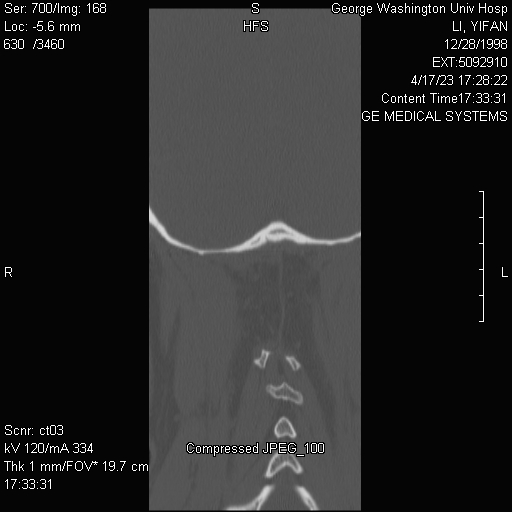 Ser: 700/Img: 168
Loc: -5.6 mm
630 /3460
S
HFS
George Washington Univ Hosp
LI, YIFAN
12/28/1998
EXT:5092910
4/17/23 17:28:22
Content Time17:33:31
GE MEDICAL SYSTEMS
R
L
Scnr: ct03
kV 120/mA 334
Thk 1 mm/FOV* 19.7 cm
17:33:31
Compressed JPEG_100